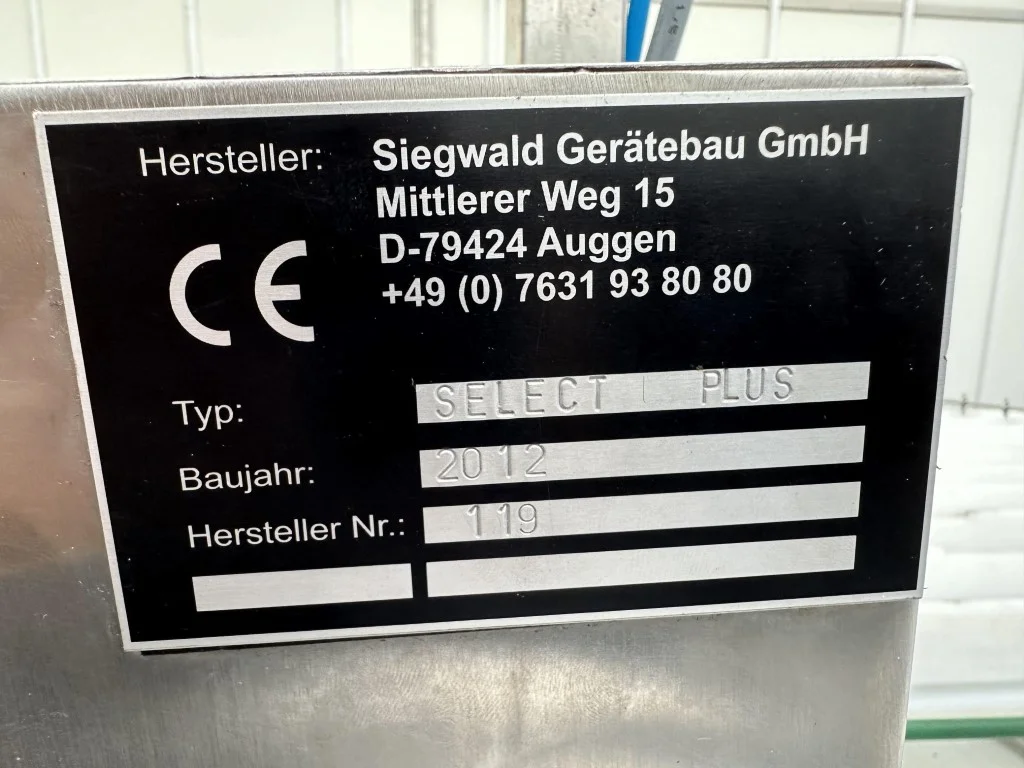 Hersteller: Siegwald Gerätebau GmbH
Mittlerer Weg 15
D-79424 Auggen
+49 (0) 7631 93 80 80
CE
Typ: SELECT PLUS
Baujahr: 2012
Hersteller Nr.: 119